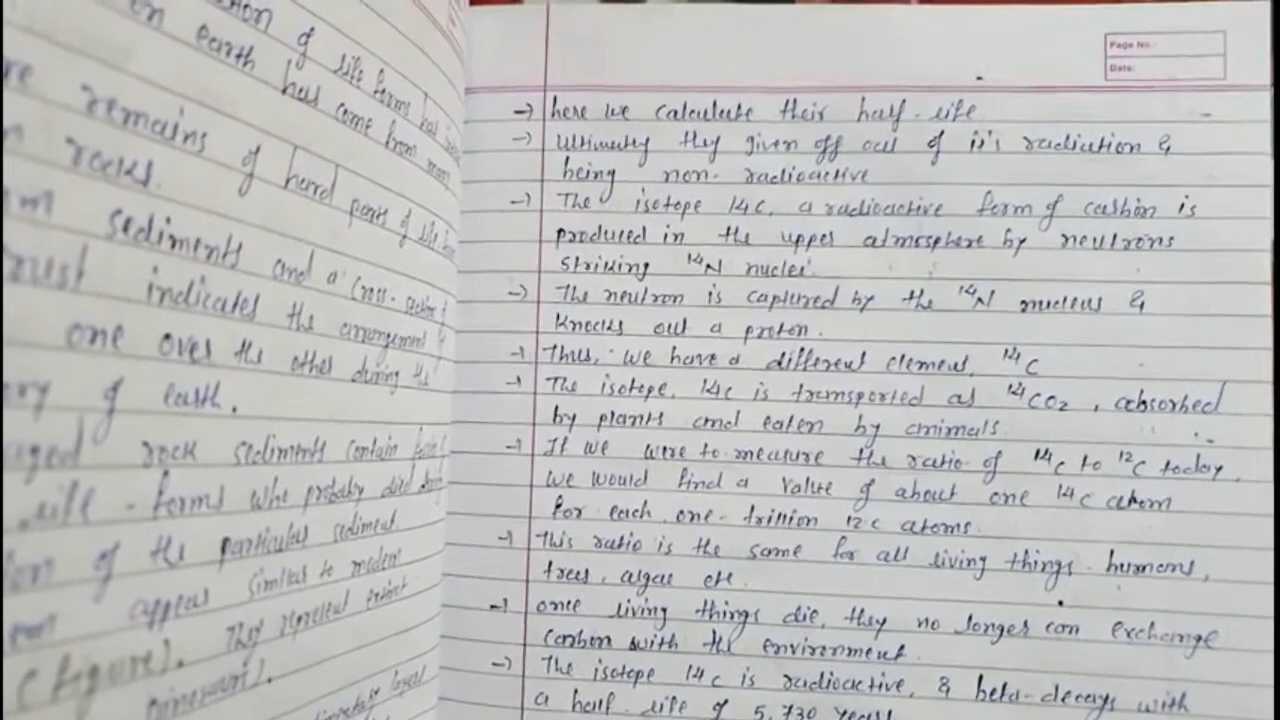 of life forms has
on earth has come from
remains of hard parts of life
rocks.
sediments and a cross-section
indicates the arrangement
one over the other during the
of earth.
rock sediments contain
life-forms who probably died
of the particular sediment.
appear similar to modern
(figure). They represent extinct
Page No.:
Date:
→ here we calculate their half-life
→ Ultimately they given off out of it's radiation &
being non-radioactive
→ The isotope 14C, a radioactive form of carbon is
produced in the upper atmosphere by neutrons
striking ¹⁴N nuclei.
→ The neutron is captured by the ¹⁴N nucleus &
knocks out a proton.
→ Thus, we have a different element, ¹⁴C
→ The isotope, 14C is transported as ¹⁴CO₂, absorbed
by plants and eaten by animals.
→ If we were to measure the ratio of ¹⁴C to ¹²C today,
we would find a value of about one ¹⁴C atom
for each one-trillion 12C atoms.
→ This ratio is the same for all living things-humans,
trees, algae etc.
→ once living things die, they no longer can exchange
Carbon with the environment.
→ The isotope 14C is radioactive, & beta-decays with
a half-life of 5,730 years